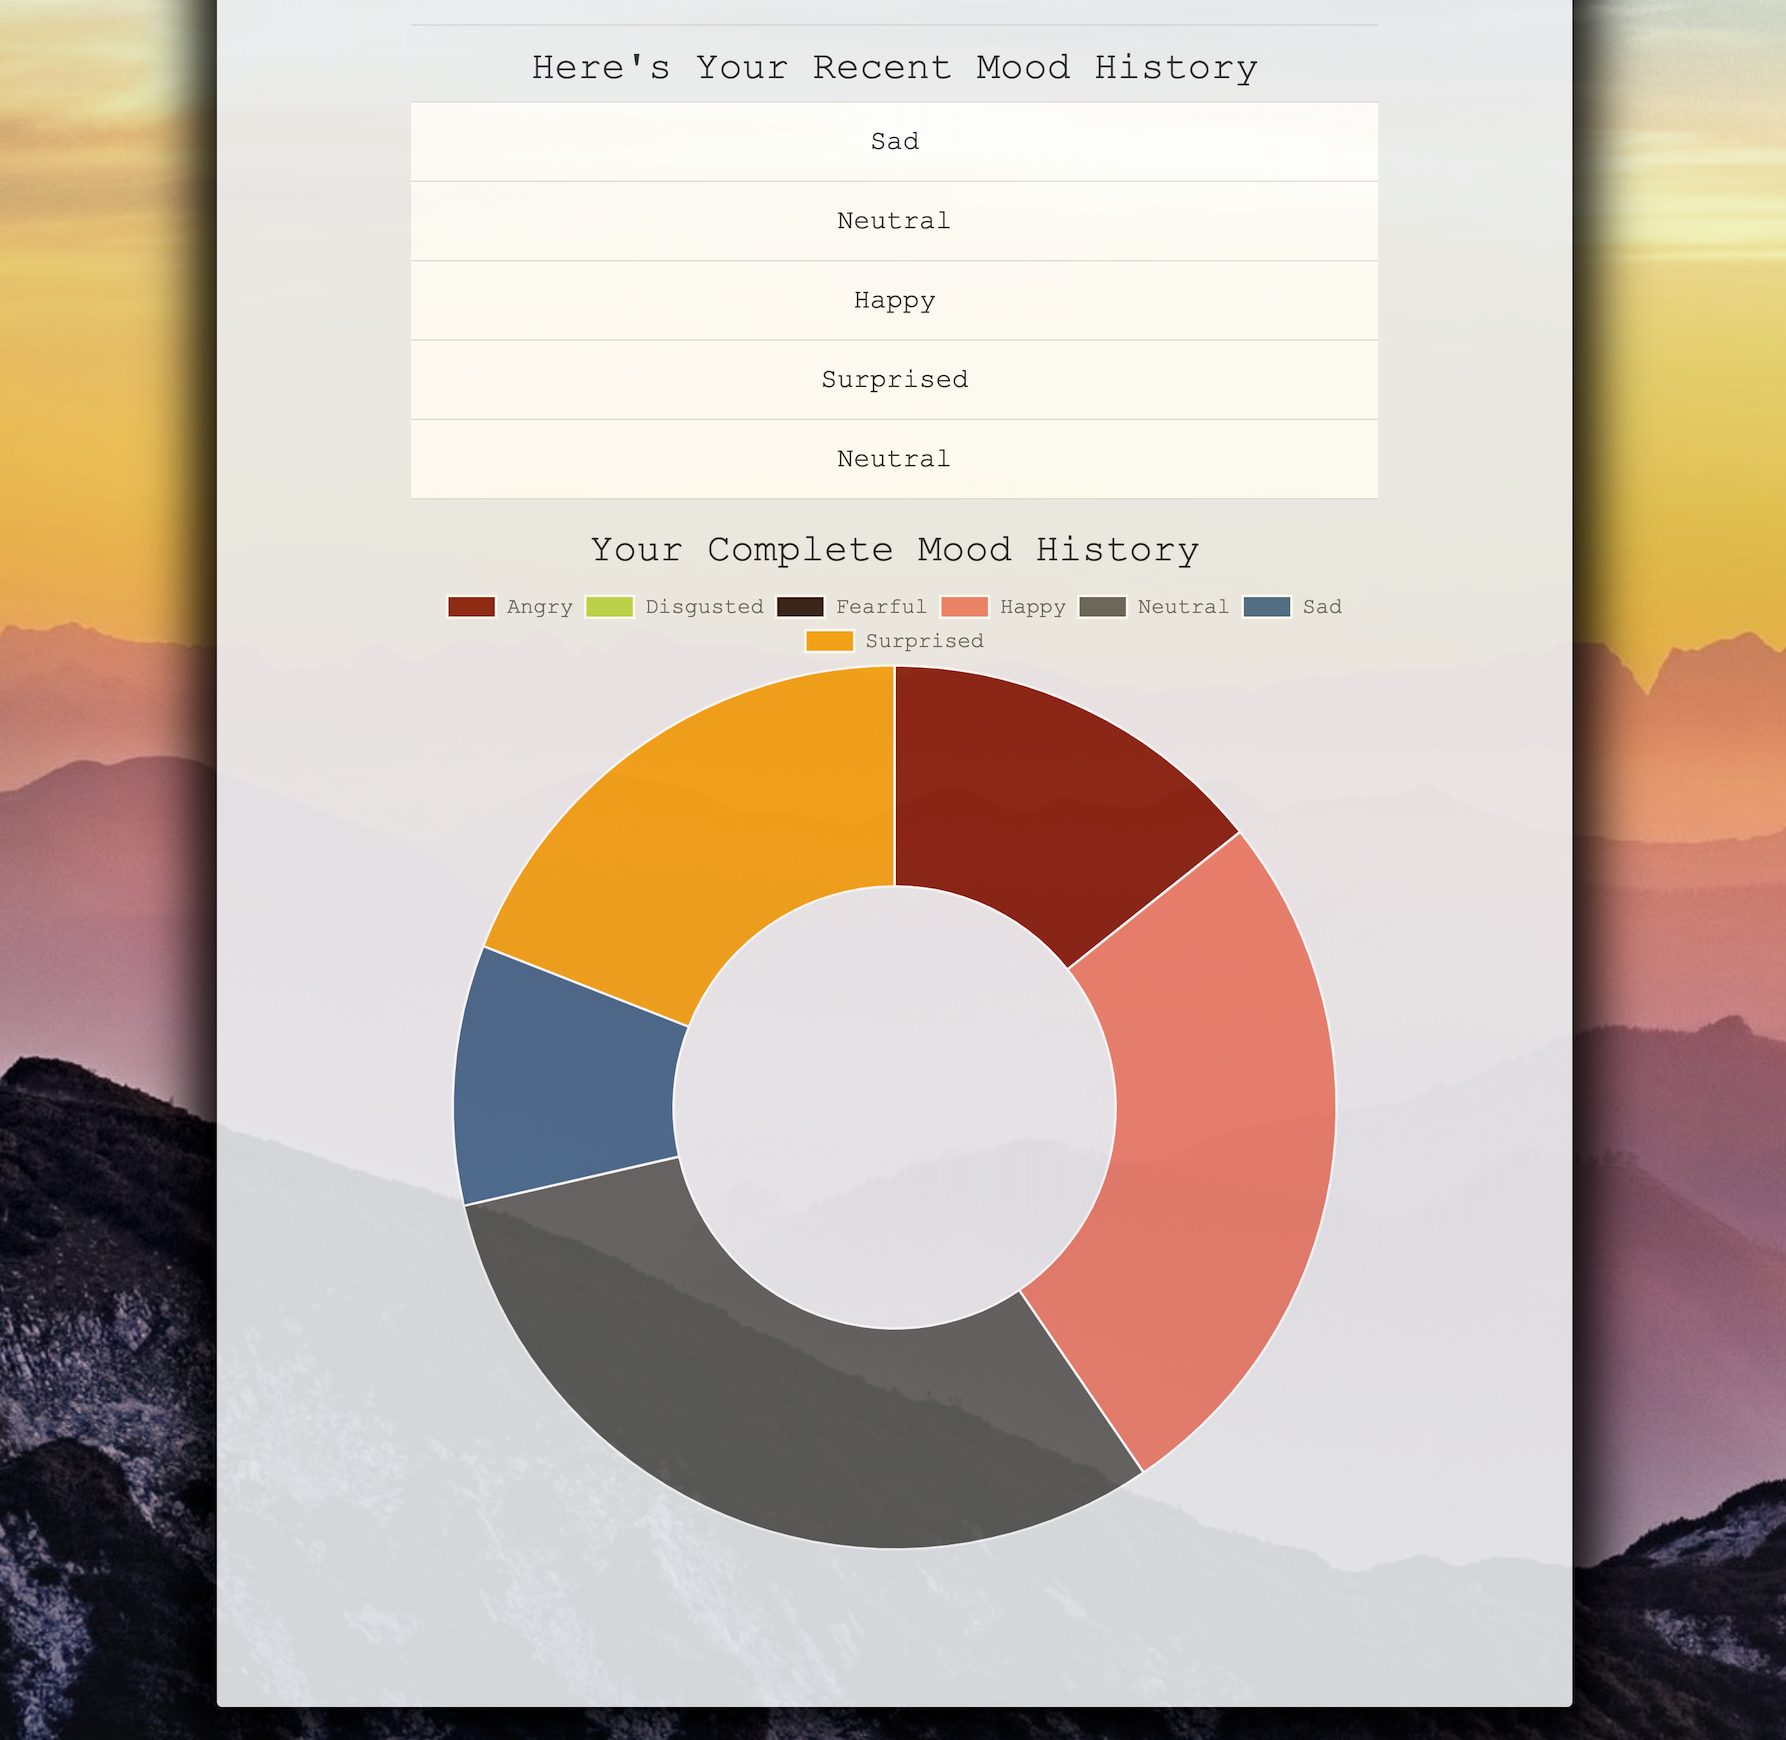 Here's Your Recent Mood History
Sad
Neutral
Happy
Surprised
Neutral
Your Complete Mood History
Angry Disgusted Fearful Happy Neutral Sad
Surprised